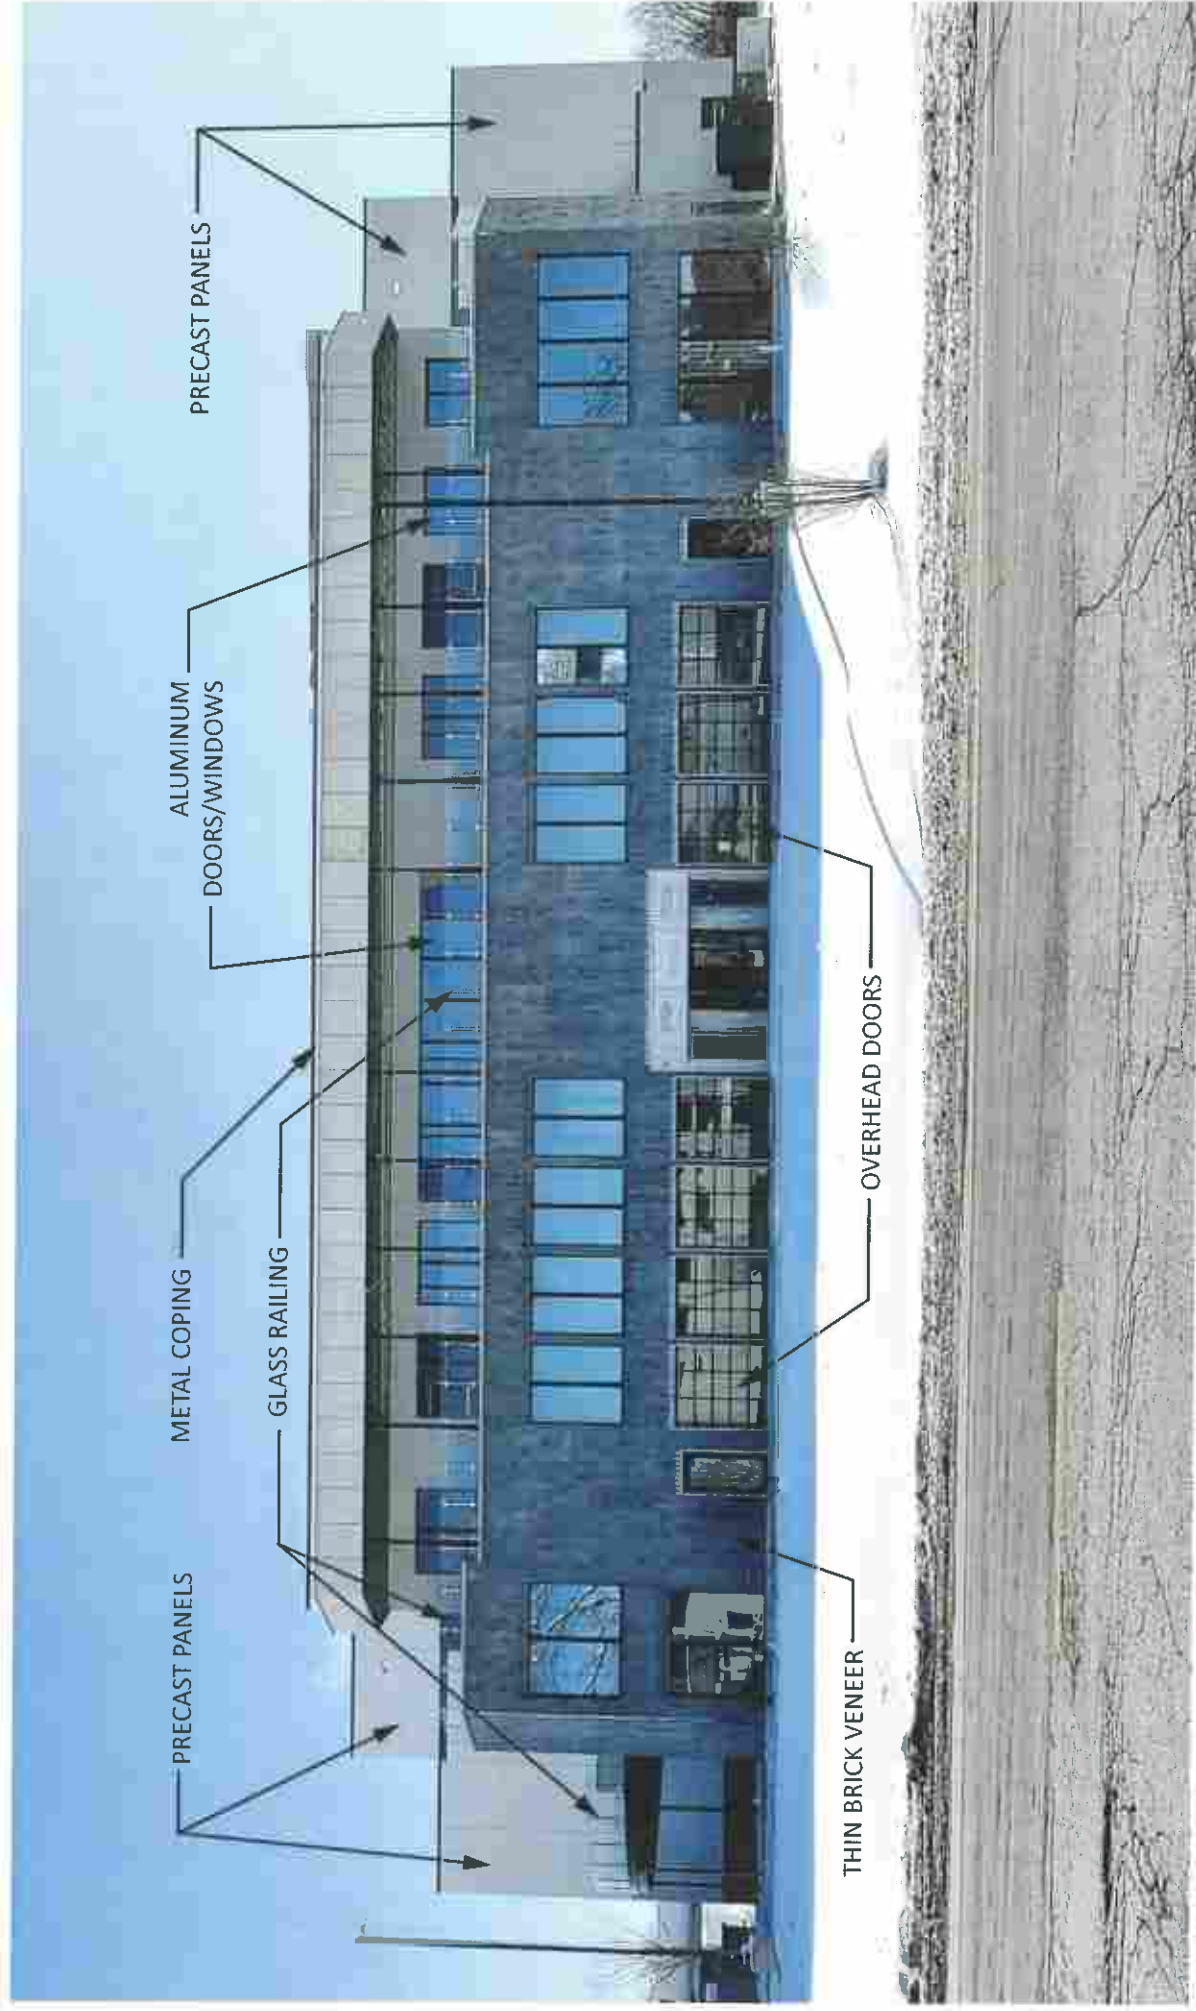 PRECAST PANELS
METAL COPING
GLASS RAILING
ALUMINUM
DOORS/WINDOWS
PRECAST PANELS
THIN BRICK VENEER
OVERHEAD DOORS